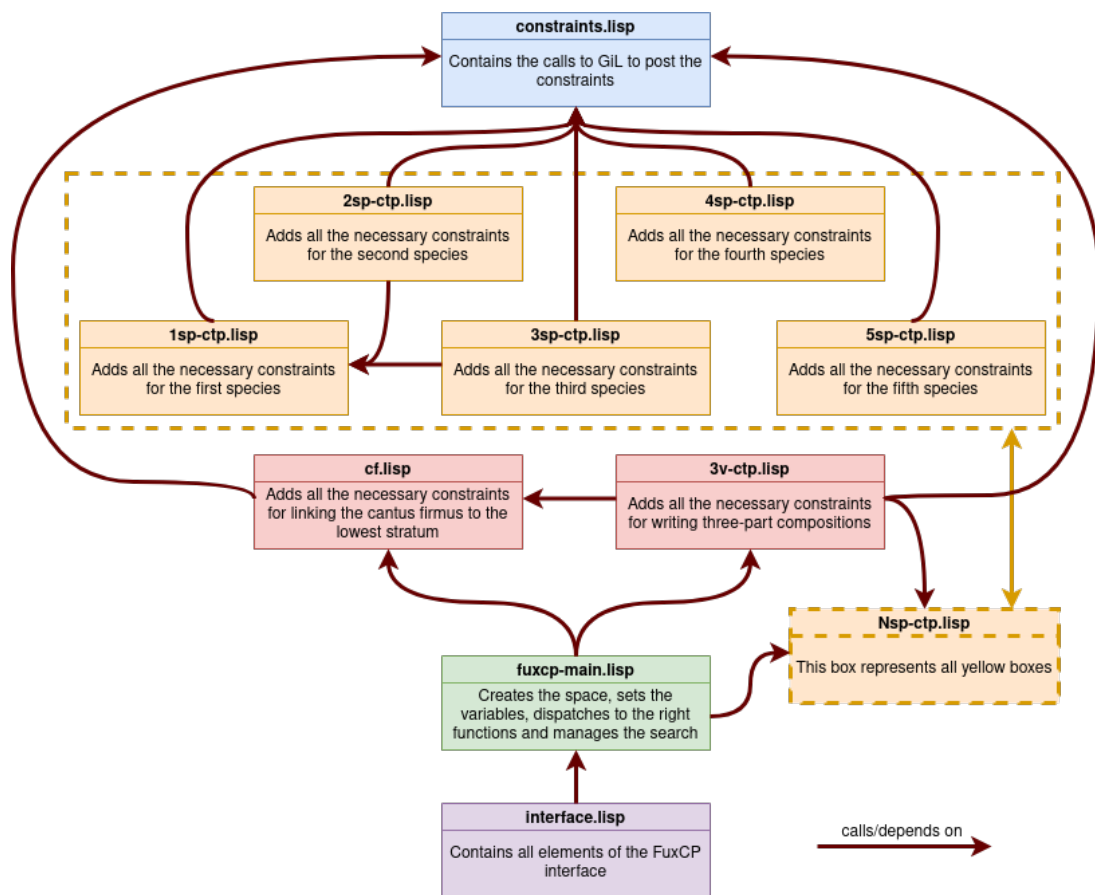 constraints.lisp
Contains the calls to GiL to post the
constraints
2sp-ctp.lisp
Adds all the necessary constraints
for the second species
4sp-ctp.lisp
Adds all the necessary constraints
for the fourth species
1sp-ctp.lisp
Adds all the necessary constraints
for the first species
3sp-ctp.lisp
Adds all the necessary constraints
for the third species
5sp-ctp.lisp
Adds all the necessary constraints
for the fifth species
cf.lisp
Adds all the necessary constraints
for linking the cantus firmus to the
lowest stratum
3v-ctp.lisp
Adds all the necessary constraints
for writing three-part compositions
Nsp-ctp.lisp
This box represents all yellow boxes
fuxcp-main.lisp
Creates the space, sets the
variables, dispatches to the right
functions and manages the search
interface.lisp
Contains all elements of the FuxCP
interface
calls/depends on